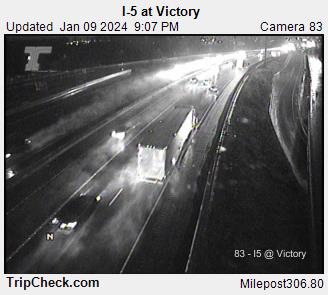 I-5 at Victory
Updated Jan 09 2024 9:07 PM Camera 83
T
N
83 - I5 @ Victory
TripCheck.com Milepost306.80